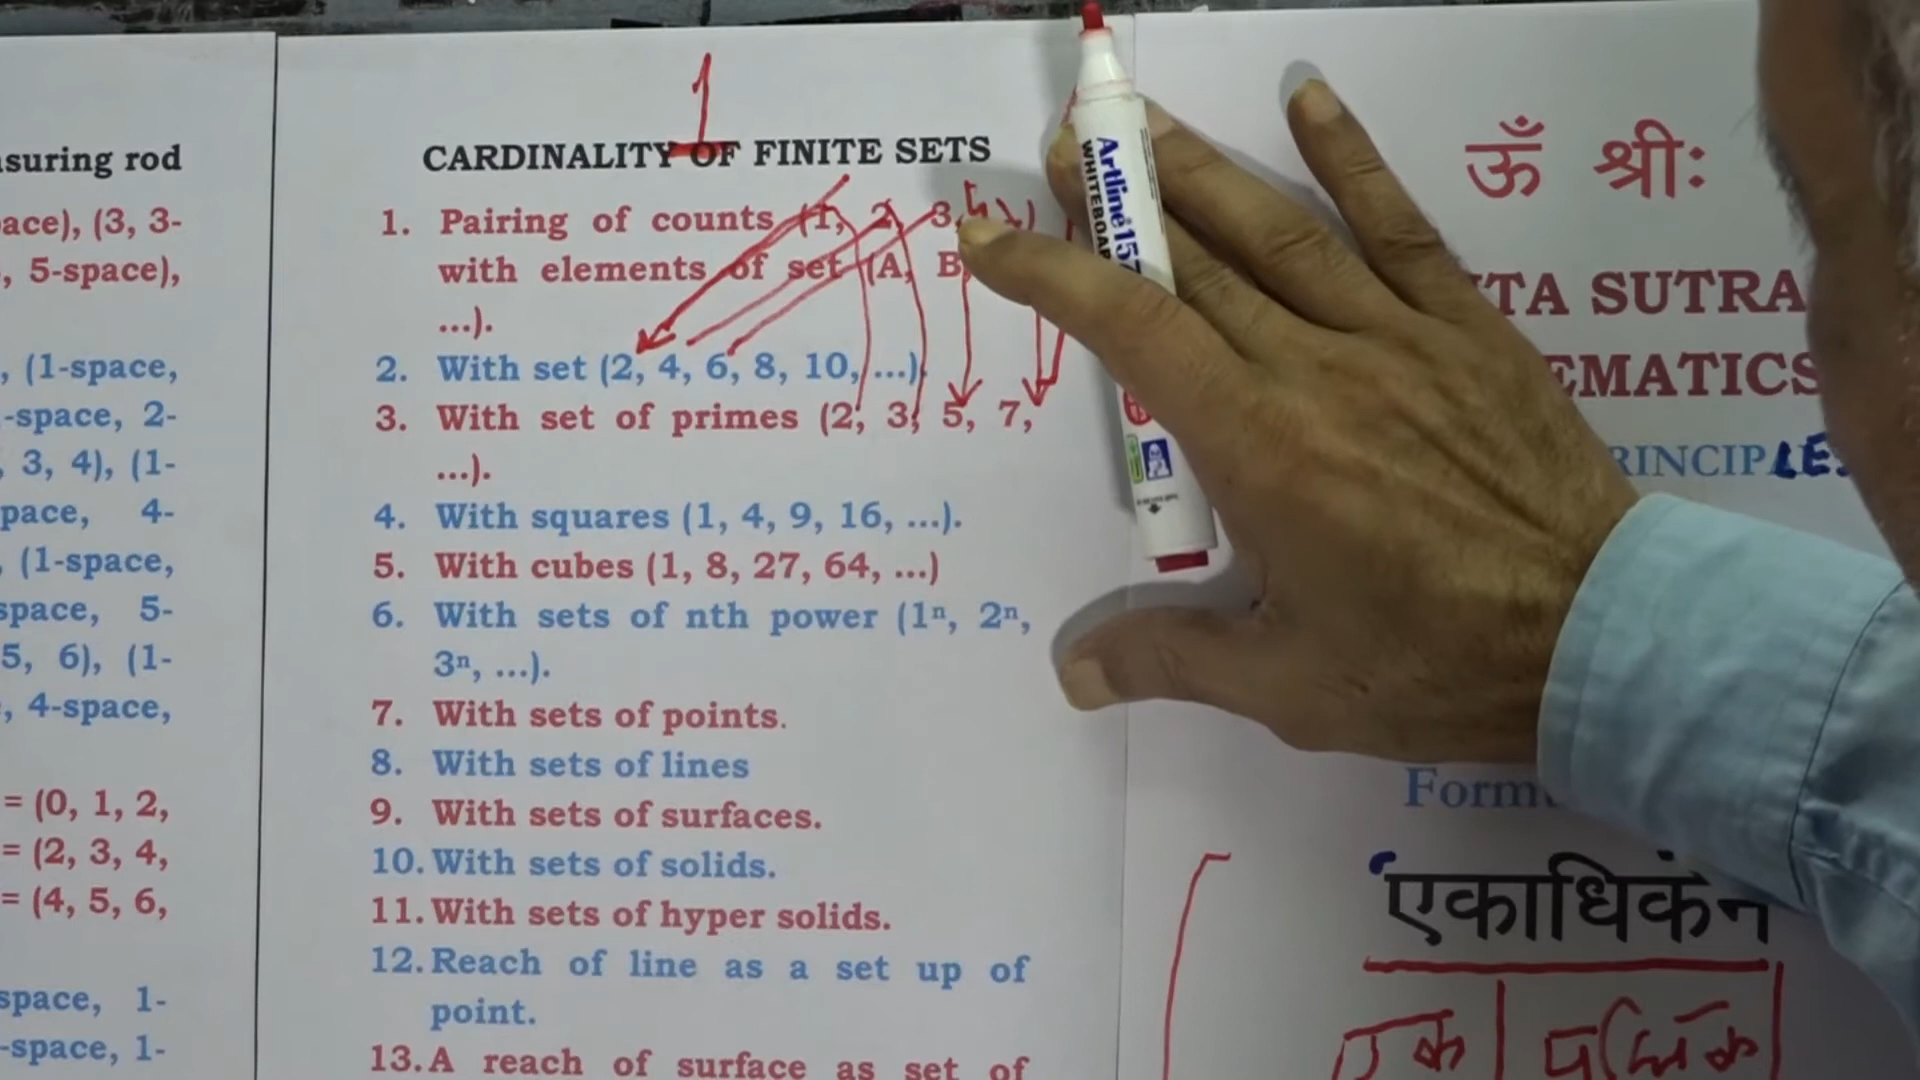 suring rod
ace), (3, 3-
, 5-space),
, (1-space,
-space, 2-
, 3, 4), (1-
pace, 4-
, (1-space,
space, 5-
5, 6), (1-
, 4-space,
= (0, 1, 2,
= (2, 3, 4,
= (4, 5, 6,
space, 1-
-space, 1-
1
CARDINALITY OF FINITE SETS
1. Pairing of counts (1, 2, 3,
with elements of set (A, B,
...).
2. With set (2, 4, 6, 8, 10, ...).
3. With set of primes (2, 3, 5, 7,
...).
4. With squares (1, 4, 9, 16, ...).
5. With cubes (1, 8, 27, 64, ...)
6. With sets of nth power (1ⁿ, 2ⁿ,
3ⁿ, ...).
7. With sets of points.
8. With sets of lines
9. With sets of surfaces.
10. With sets of solids.
11. With sets of hyper solids.
12. Reach of line as a set up of
point.
13. A reach of surface as set of
Artline 157
WHITEBOAR
ॐ श्रीः
TA SUTRA
EMATICS
RINCIPALES
Form
एकाधिकेन
एक